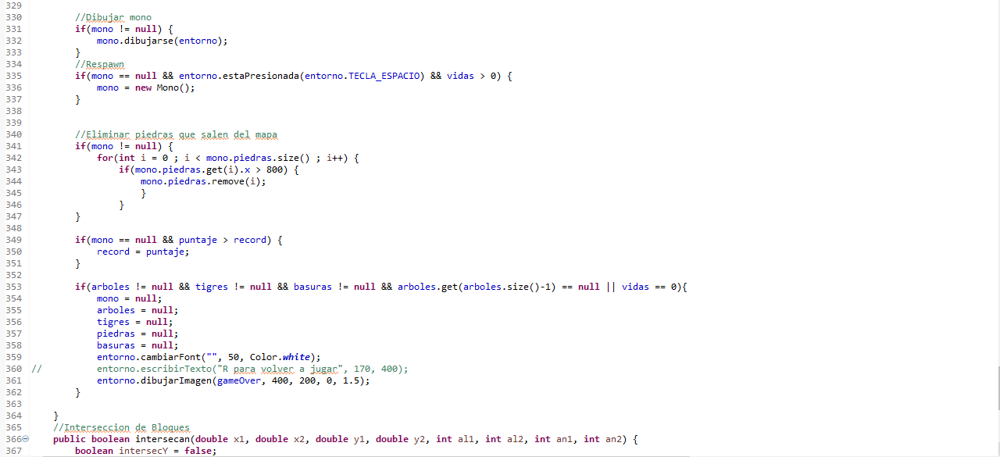 329
330 //Dibujar mono
331 if(mono != null) {
332 mono.dibujarse(entorno);
333 }
334 //Respawn
335 if(mono == null && entorno.estaPresionada(entorno.TECLA_ESPACIO) && vidas > 0) {
336 mono = new Mono();
337 }
338
339
340 //Eliminar piedras que salen del mapa
341 if(mono != null) {
342 for(int i = 0 ; i < mono.piedras.size() ; i++) {
343 if(mono.piedras.get(i).x > 800) {
344 mono.piedras.remove(i);
345 }
346 }
347 }
348
349 if(mono == null && puntaje > record) {
350 record = puntaje;
351 }
352
353 if(arboles != null && tigres != null && basuras != null && arboles.get(arboles.size()-1) == null || vidas == 0){
354 mono = null;
355 arboles = null;
356 tigres = null;
357 piedras = null;
358 basuras = null;
359 entorno.cambiarFont("", 50, Color.white);
360 // entorno.escribirTexto("R para volver a jugar", 170, 400);
361 entorno.dibujarImagen(gameOver, 400, 200, 0, 1.5);
362 }
363
364 }
365 //Interseccion de Bloques
366 public boolean intersecan(double x1, double x2, double y1, double y2, int al1, int al2, int an1, int an2) {
367 boolean intersecY = false;